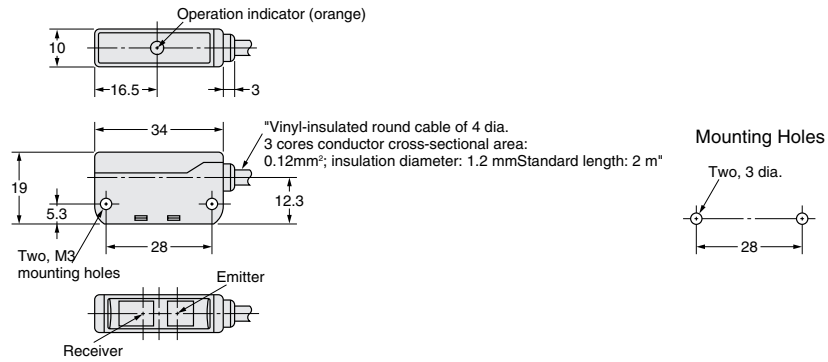 Operation indicator (orange)
10
16.5
3
34
"Vinyl-insulated round cable of 4 dia.
3 cores conductor cross-sectional area:
0.12mm²; insulation diameter: 1.2 mmStandard length: 2 m"
19
5.3
12.3
28
Two, M3
mounting holes
Emitter
Receiver
Mounting Holes
Two, 3 dia.
28